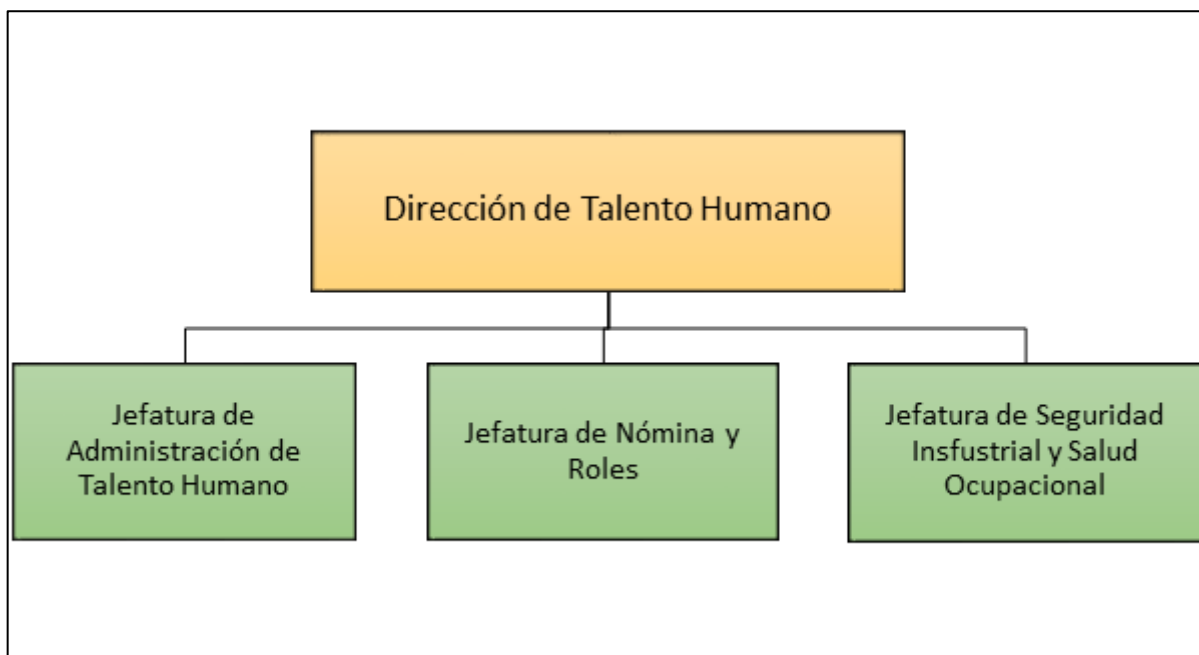 Dirección de Talento Humano
Jefatura de
Administración de
Talento Humano
Jefatura de Nómina y
Roles
Jefatura de Seguridad
Insfustrial y Salud
Ocupacional